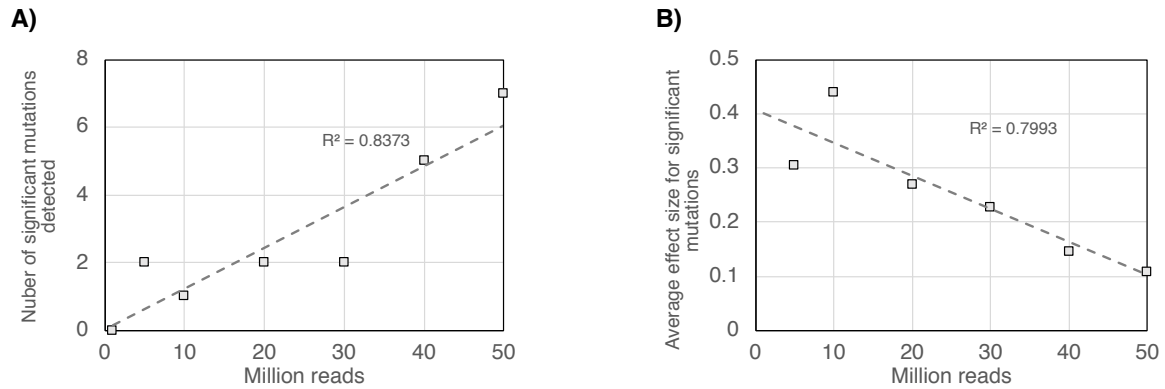 A)
Nuber of significant mutations
detected
8
6
4
2
0
R² = 0.8373
0 10 20 30 40 50
Million reads
B)
Average effect size for significant
mutations
0.5
0.4
0.3
0.2
0.1
0
R² = 0.7993
0 10 20 30 40 50
Million reads